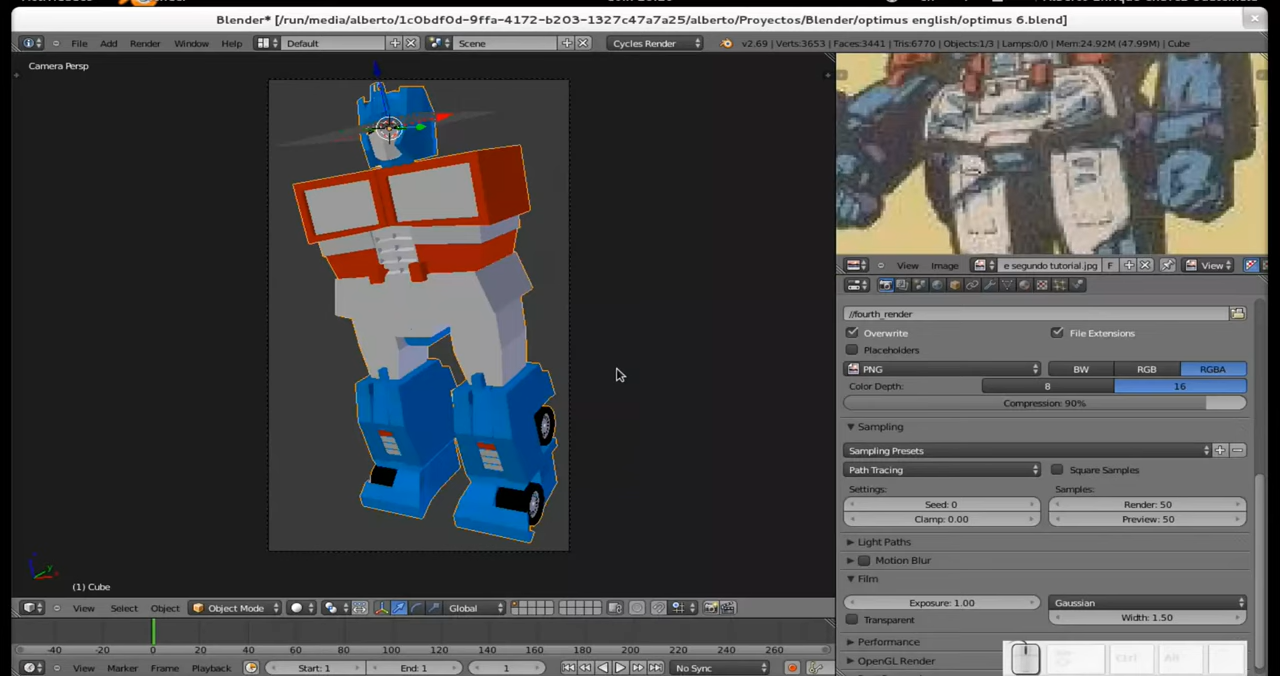 Blender* [/run/media/alberto/1c0bdf0d-9ffa-4172-b203-1327c47a7a25/alberto/Proyectos/Blender/optimus english/optimus 6.blend]
File Add Render Window Help Default Scene Cycles Render v2.69 | Verts:3653 | Faces:3441 | Tris:6770 | Objects:1/3 | Lamps:0/0 | Mem:24.92M (47.99M) | Cube
Camera Persp
View Image e segundo tutorial.jpg F View
//fourth_render
Overwrite File Extensions
Placeholders
PNG BW RGB RGBA
Color Depth: 8 16
Compression: 90%
Sampling
Sampling Presets
Path Tracing Square Samples
Settings: Samples:
Seed: 0 Render: 50
Clamp: 0.00 Preview: 50
Light Paths
Motion Blur
Film
Exposure: 1.00 Gaussian
Transparent Width: 1.50
Performance
OpenGL Render
Ctrl Alt
(1) Cube
View Select Object Object Mode Global
-40 -20 0 20 40 60 80 100 120 140 160 180 200 220 240 260
View Marker Frame Playback Start: 1 End: 1 1 No Sync